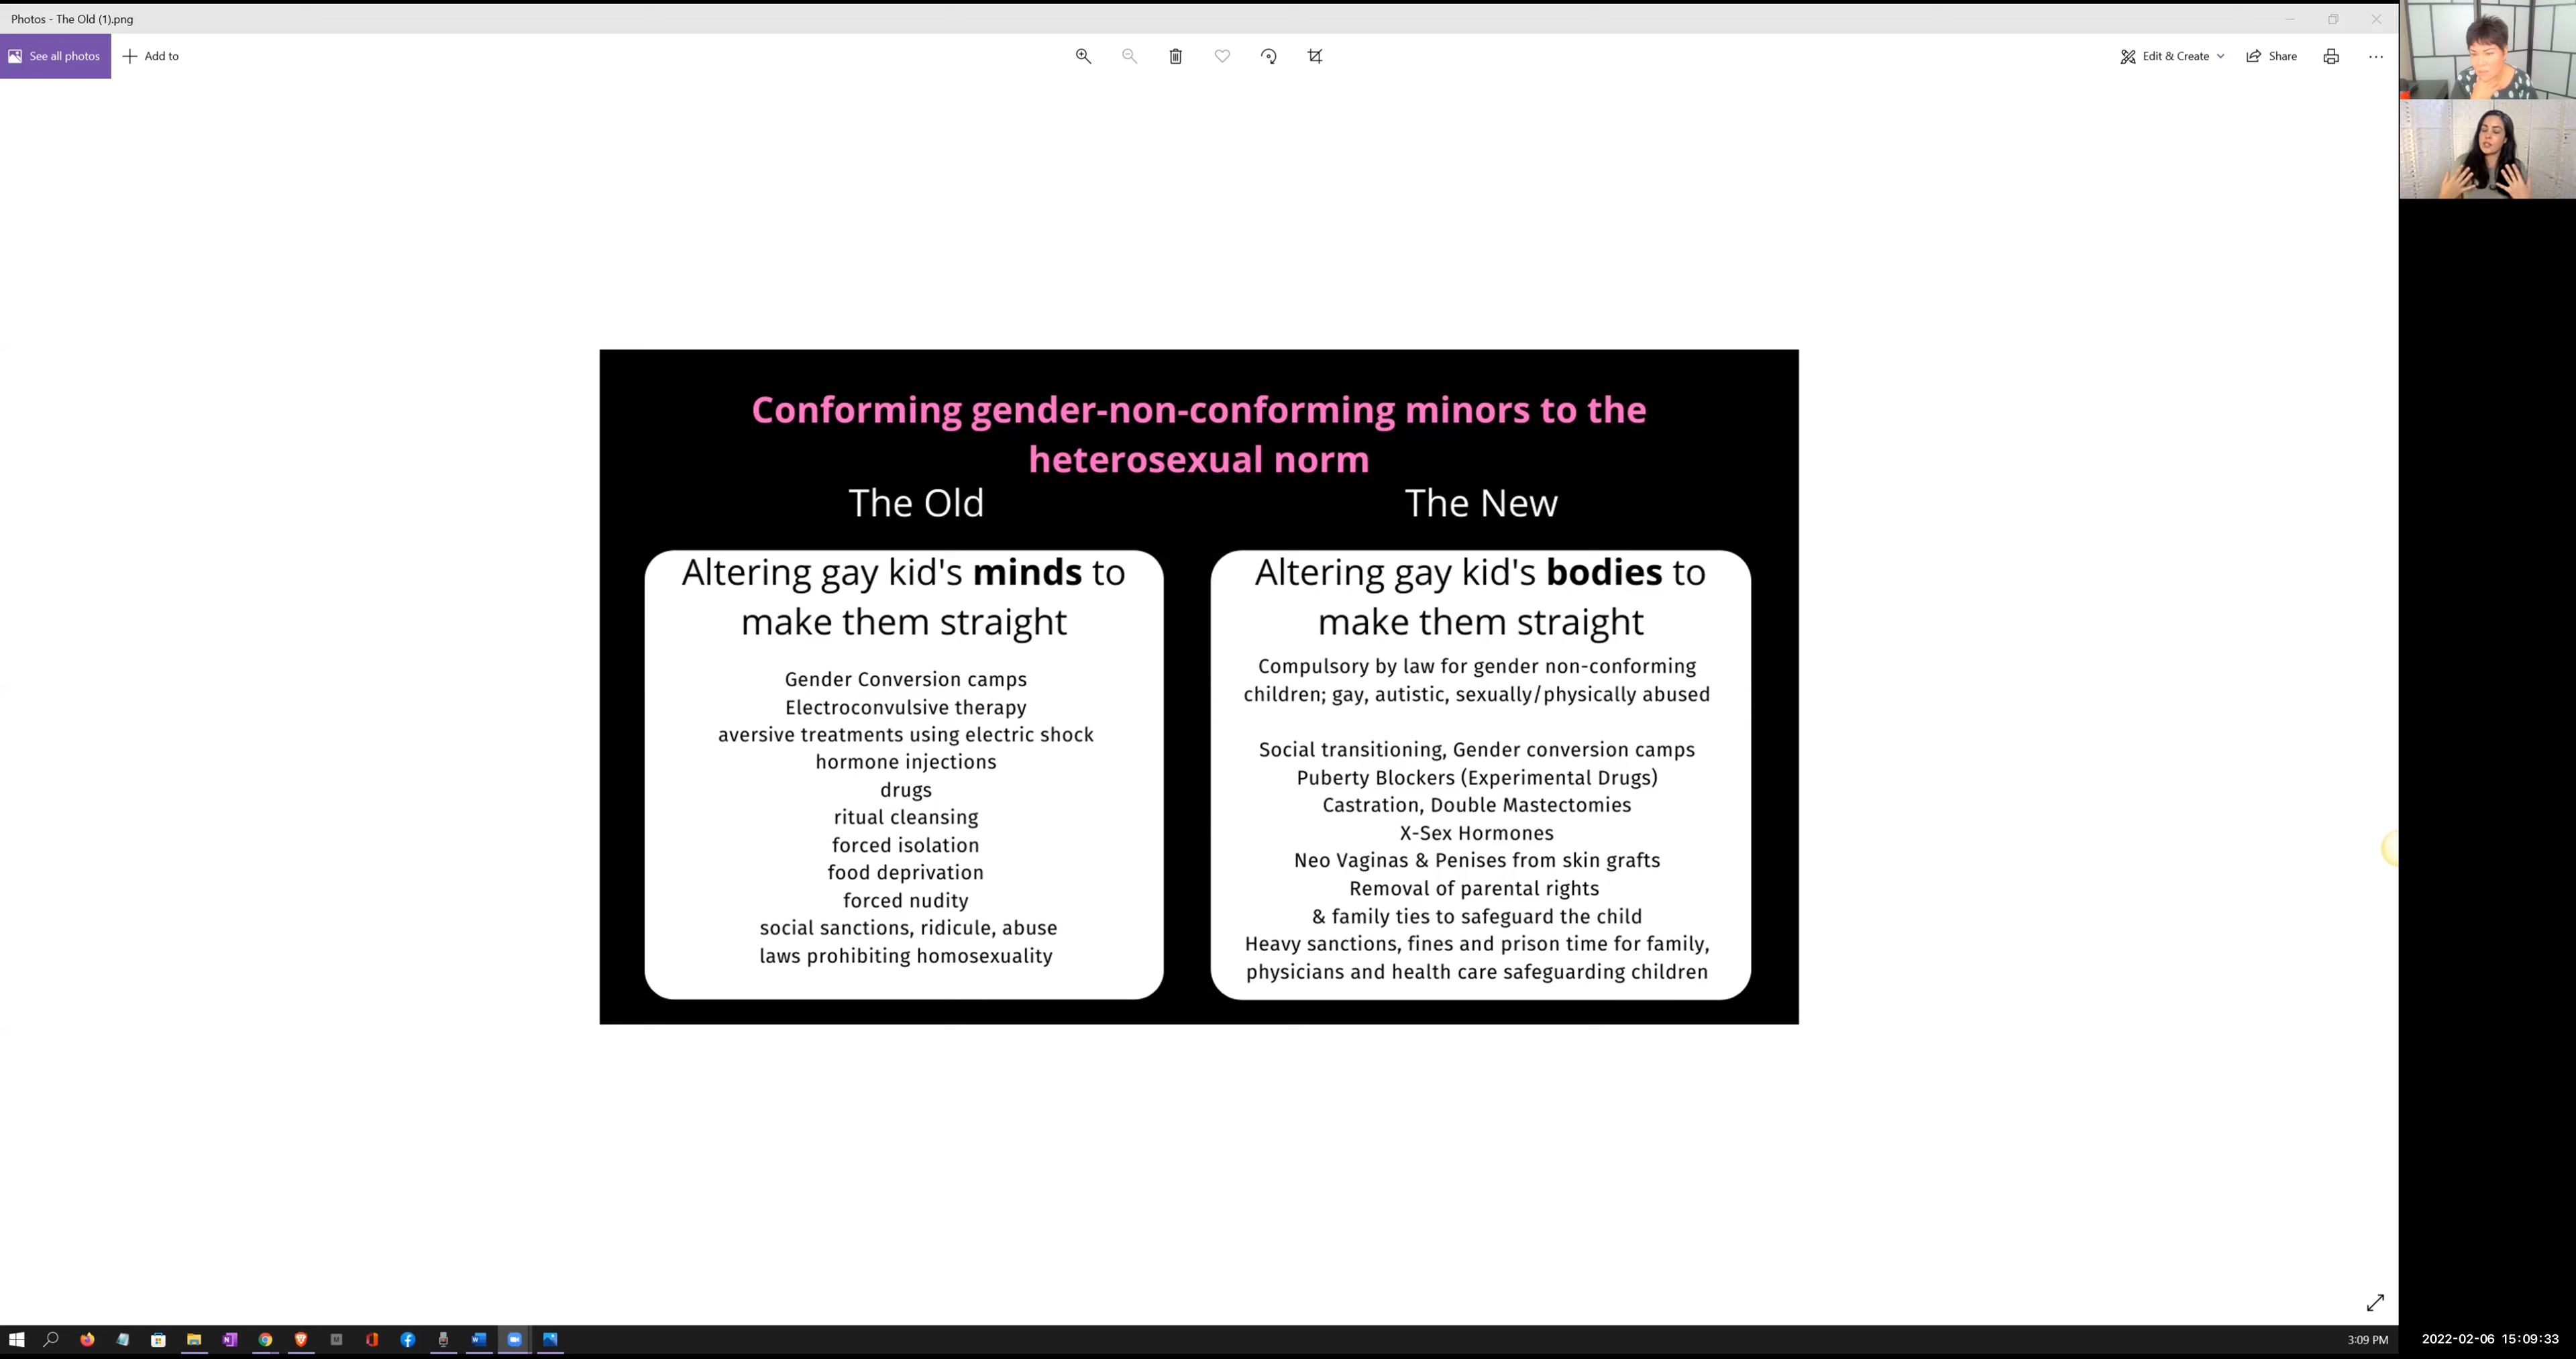 Photos - The Old (1).png
See all photos
Add to
Edit & Create
Share
Conforming gender-non-conforming minors to the
heterosexual norm
The Old
The New
Altering gay kid's minds to
make them straight
Gender Conversion camps
Electroconvulsive therapy
aversive treatments using electric shock
hormone injections
drugs
ritual cleansing
forced isolation
food deprivation
forced nudity
social sanctions, ridicule, abuse
laws prohibiting homosexuality
Altering gay kid's bodies to
make them straight
Compulsory by law for gender non-conforming
children; gay, autistic, sexually/physically abused
Social transitioning, Gender conversion camps
Puberty Blockers (Experimental Drugs)
Castration, Double Mastectomies
X-Sex Hormones
Neo Vaginas & Penises from skin grafts
Removal of parental rights
& family ties to safeguard the child
Heavy sanctions, fines and prison time for family,
physicians and health care safeguarding children
3:09 PM
2022-02-06 15:09:33